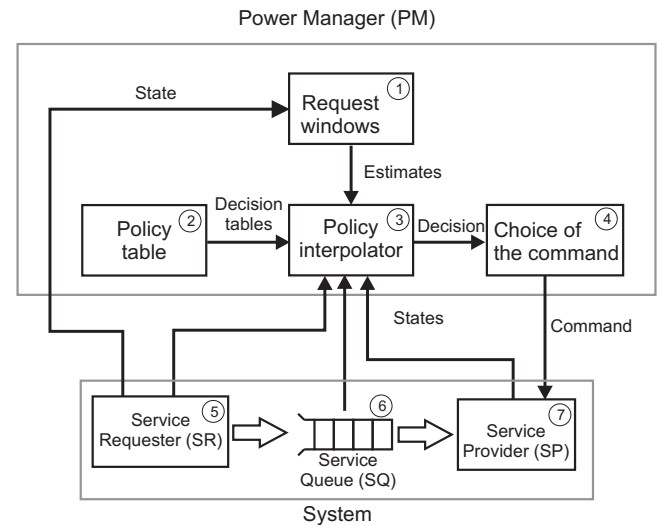 Power Manager (PM)
State
Request
windows
1
Estimates
Policy
table
2
Decision
tables
Policy
interpolator
3
Decision
Choice of
the command
4
States
Command
Service
Requester (SR)
5
6
Service
Queue (SQ)
Service
Provider (SP)
7
System